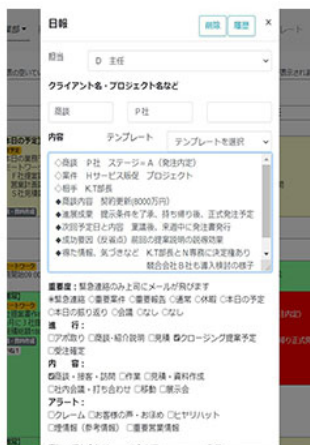 日報
削除 履歴 ×
担当 D 主任
クライアント名・プロジェクト名など
商談 P社
内容 テンプレート テンプレートを選択
◇商談 P社 ステージ=A(発注内定)
◇案件 Hサービス販促 プロジェクト
◇相手 K.T部長
◆商談内容 契約更新(8000万円)
◆進展成果 提示条件を了承、持ち帰り後、正式発注予定
◆次回予定日と内容 稟議後、来週中に発注書発行
◆成功要因(反省点)前回の提案説明の説得効果
◆得た情報、気づきなど K.T部長とN専務に決定権あり
競合会社B社も導入検討の様子
重要度:緊急連絡のみ上司にメールが飛びます
緊急連絡 重要案件 重要報告 通常 休暇 本日の予定
本日の振り返り 会議 なし なし
進 行:
アポ取り 商談・紹介説明 見積 クロージング提案予定
受注確定
内 容:
商談・接客・訪問 作業 見積・資料作成
社内会議・打ち合わせ 移動 展示会
アラート:
クレーム お客様の声・お褒め ヒヤリハット
埋情報(参考情報) 重要営業情報